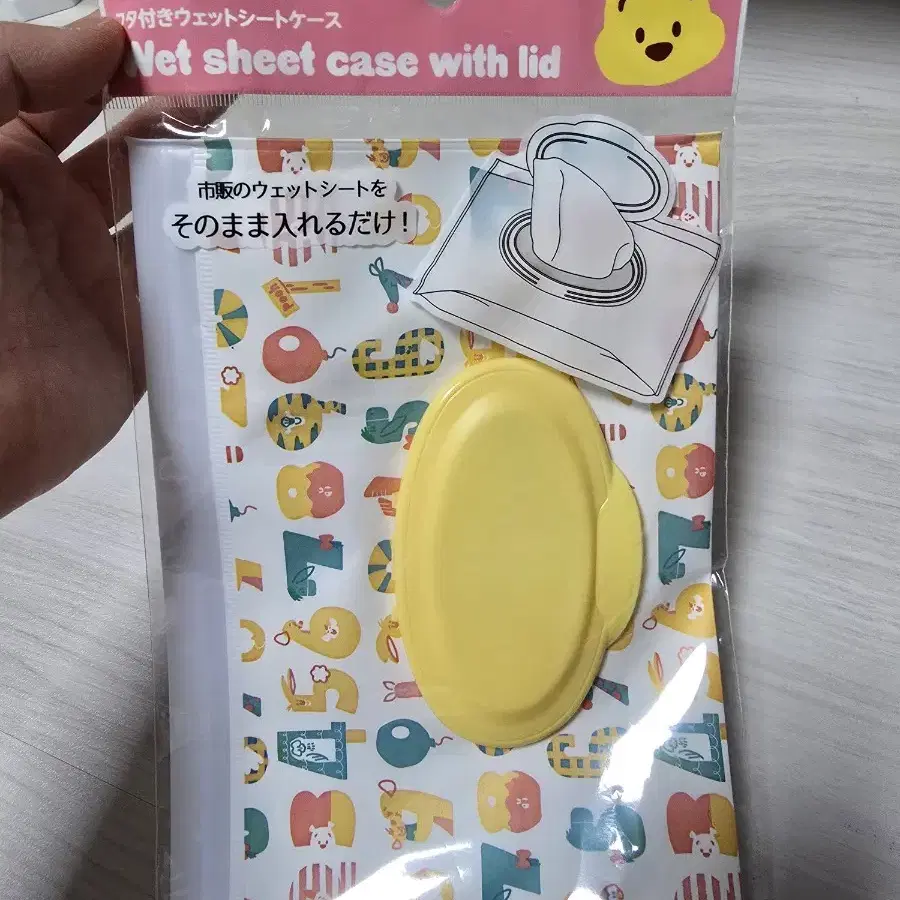 フタ付きウェットシートケース
Wet sheet case with lid
市販のウェットシートを
そのまま入れるだけ！
pooh